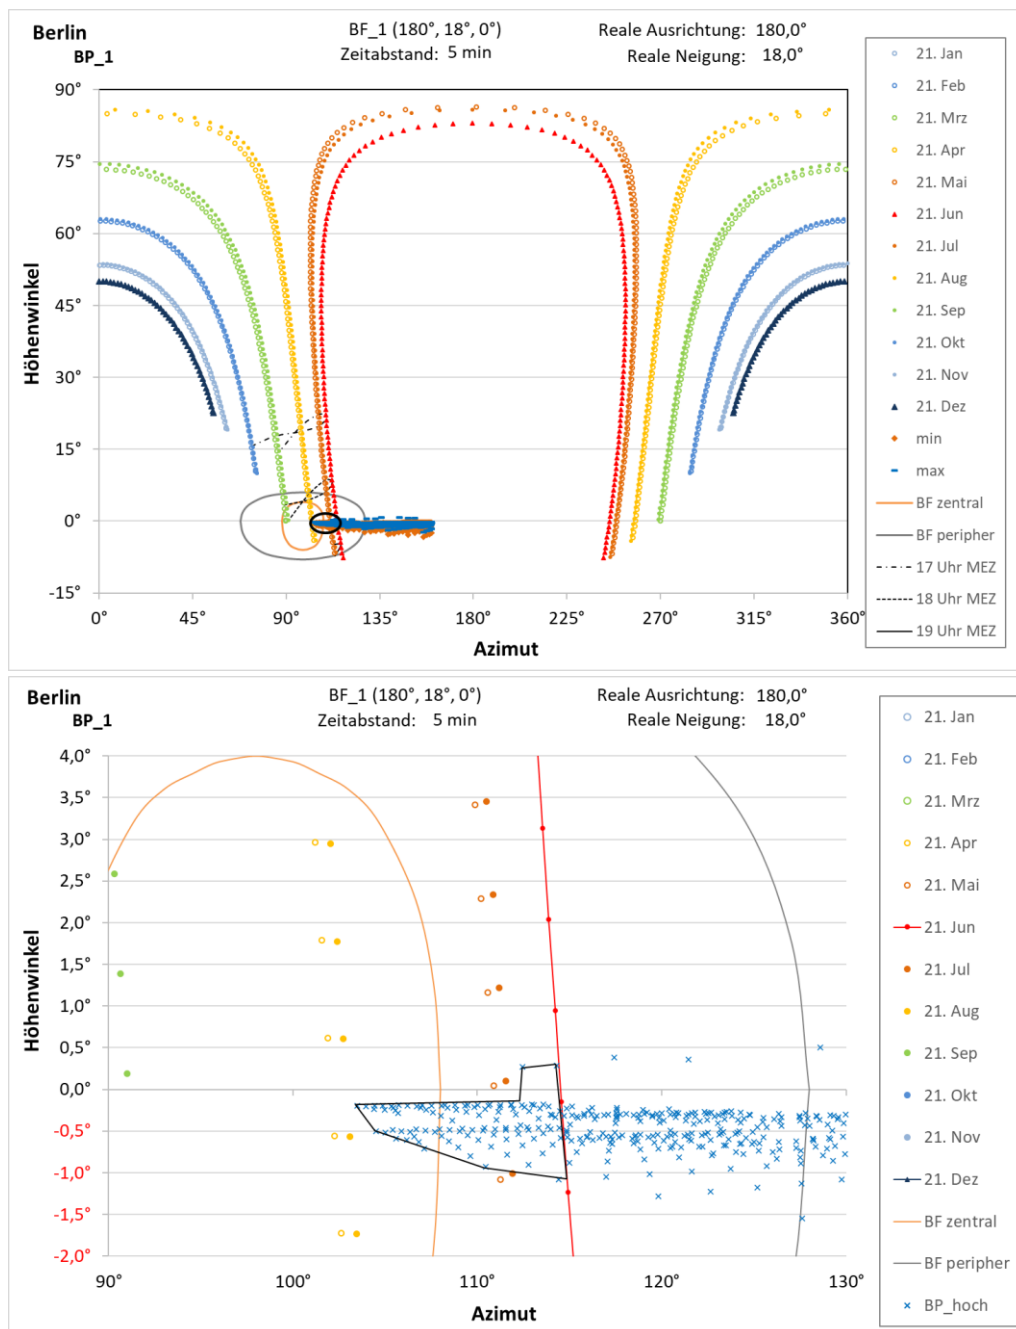 Berlin
BP_1
BF_1 (180°, 18°, 0°)
Zeitabstand: 5 min
Reale Ausrichtung: 180,0°
Reale Neigung: 18,0°
90°
75°
60°
45°
30°
15°
0°
-15°
Höhenwinkel
0°
45°
90°
135°
180°
225°
270°
315°
360°
Azimut
21. Jan
21. Feb
21. Mrz
21. Apr
21. Mai
21. Jun
21. Jul
21. Aug
21. Sep
21. Okt
21. Nov
21. Dez
min
max
BF zentral
BF peripher
17 Uhr MEZ
18 Uhr MEZ
19 Uhr MEZ
Berlin
BP_1
BF_1 (180°, 18°, 0°)
Zeitabstand: 5 min
Reale Ausrichtung: 180,0°
Reale Neigung: 18,0°
4,0°
3,5°
3,0°
2,5°
2,0°
1,5°
1,0°
0,5°
0,0°
-0,5°
-1,0°
-1,5°
-2,0°
Höhenwinkel
90°
100°
110°
120°
130°
Azimut
21. Jan
21. Feb
21. Mrz
21. Apr
21. Mai
21. Jun
21. Jul
21. Aug
21. Sep
21. Okt
21. Nov
21. Dez
BF zentral
BF peripher
BP_hoch